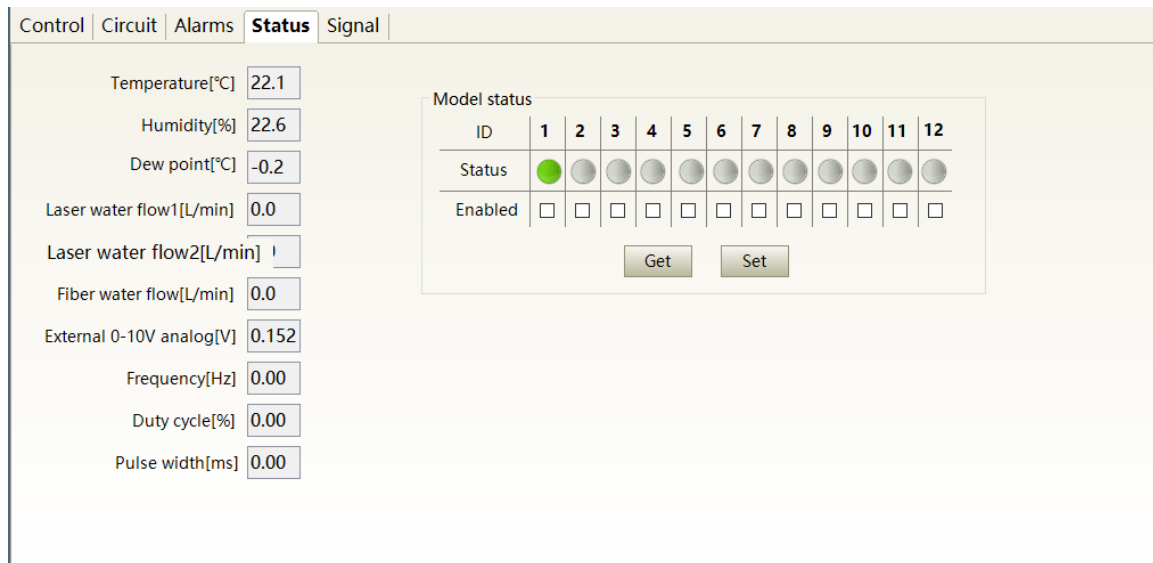 Control Circuit Alarms Status Signal
Temperature[℃] 22.1
Humidity[%] 22.6
Dew point[℃] -0.2
Laser water flow1[L/min] 0.0
Laser water flow2[L/min]
Fiber water flow[L/min] 0.0
External 0-10V analog[V] 0.152
Frequency[Hz] 0.00
Duty cycle[%] 0.00
Pulse width[ms] 0.00
Model status
ID 1 2 3 4 5 6 7 8 9 10 11 12
Status
Enabled
Get Set